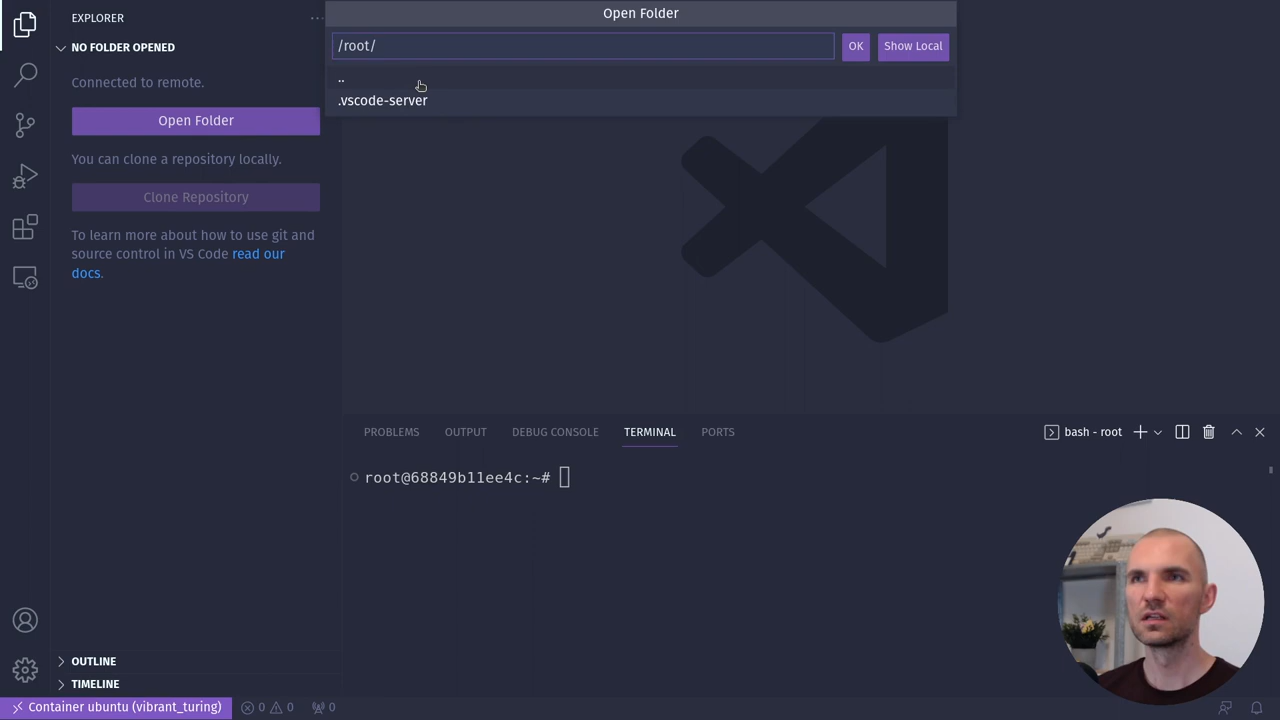 EXPLORER
NO FOLDER OPENED
Connected to remote.
Open Folder
You can clone a repository locally.
Clone Repository
To learn more about how to use git and
source control in VS Code read our
docs.
OUTLINE
TIMELINE
Open Folder
/root/
OK
Show Local
..
.vscode-server
PROBLEMS
OUTPUT
DEBUG CONSOLE
TERMINAL
PORTS
bash - root
root@68849b11ee4c:~#
Container ubuntu (vibrant_turing)
0
0
0